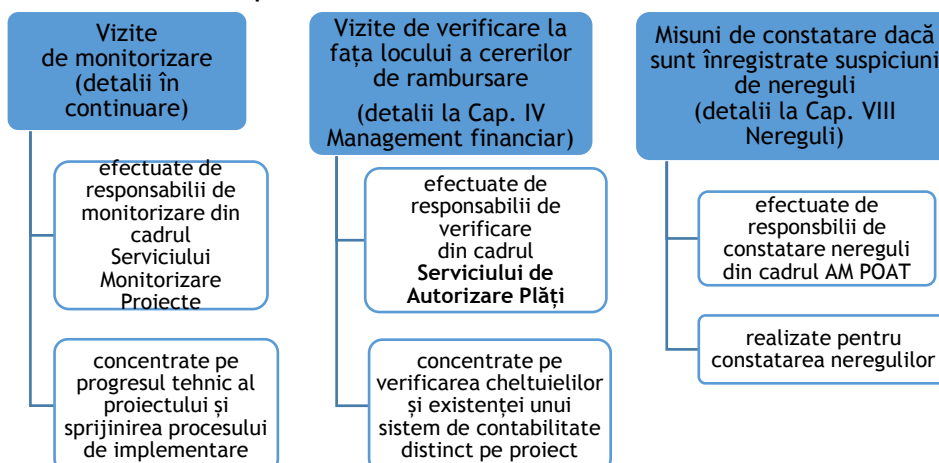 Vizite
de monitorizare
(detalii în
continuare)
efectuate de
responsabilii de
monitorizare din
cadrul
Serviciului
Monitorizare
Proiecte
concentrate pe
progresul tehnic al
proiectului și
sprijinirea procesului
de implementare
Vizite de verificare la
fața locului a cererilor
de rambursare
(detalii la Cap. IV
Management financiar)
efectuate de
responsabilii de
verificare
din cadrul
Serviciului de
Autorizare Plăți
concentrate pe
verificarea cheltuielilor
și existenței unui
sistem de contabilitate
distinct pe proiect
Misuni de constatare dacă
sunt înregistrate suspiciuni
de nereguli
(detalii la Cap. VIII
Nereguli)
efectuate de
responsbilii de
constatare nereguli
din cadrul AM POAT
realizate pentru
constatarea neregulilor